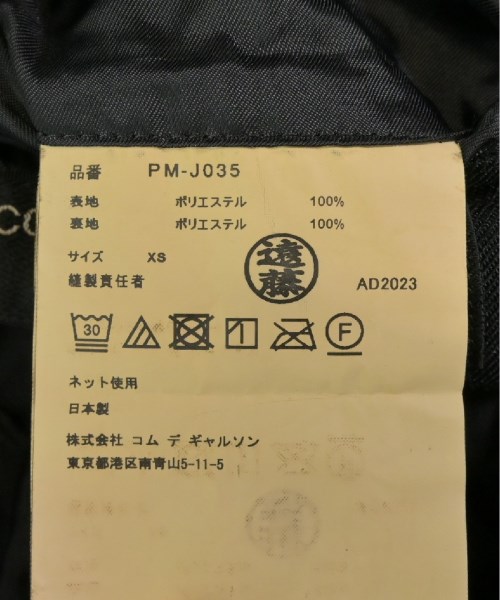 品番 PM-J035
表地 ポリエステル 100%
裏地 ポリエステル 100%
サイズ XS
縫製責任者
遠藤
AD2023
30
F
ネット使用
日本製
株式会社 コム デ ギャルソン
東京都港区南青山5-11-5
CO